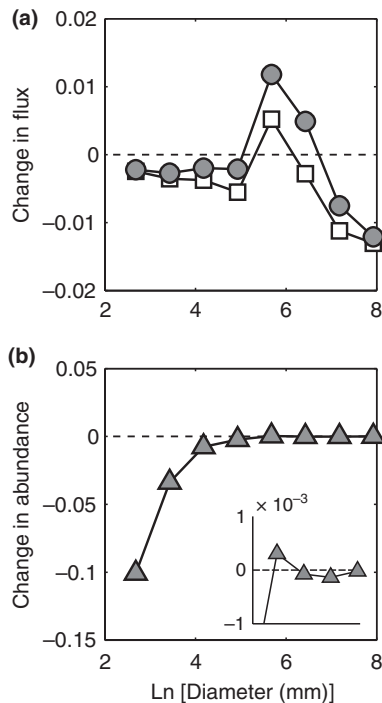 (a)
0.02
0.01
0
−0.01
−0.02
Change in flux
2 4 6 8
(b)
0.05
0
−0.05
−0.1
−0.15
Change in abundance
× 10−3
1
0
−1
2 4 6 8
Ln [Diameter (mm)]